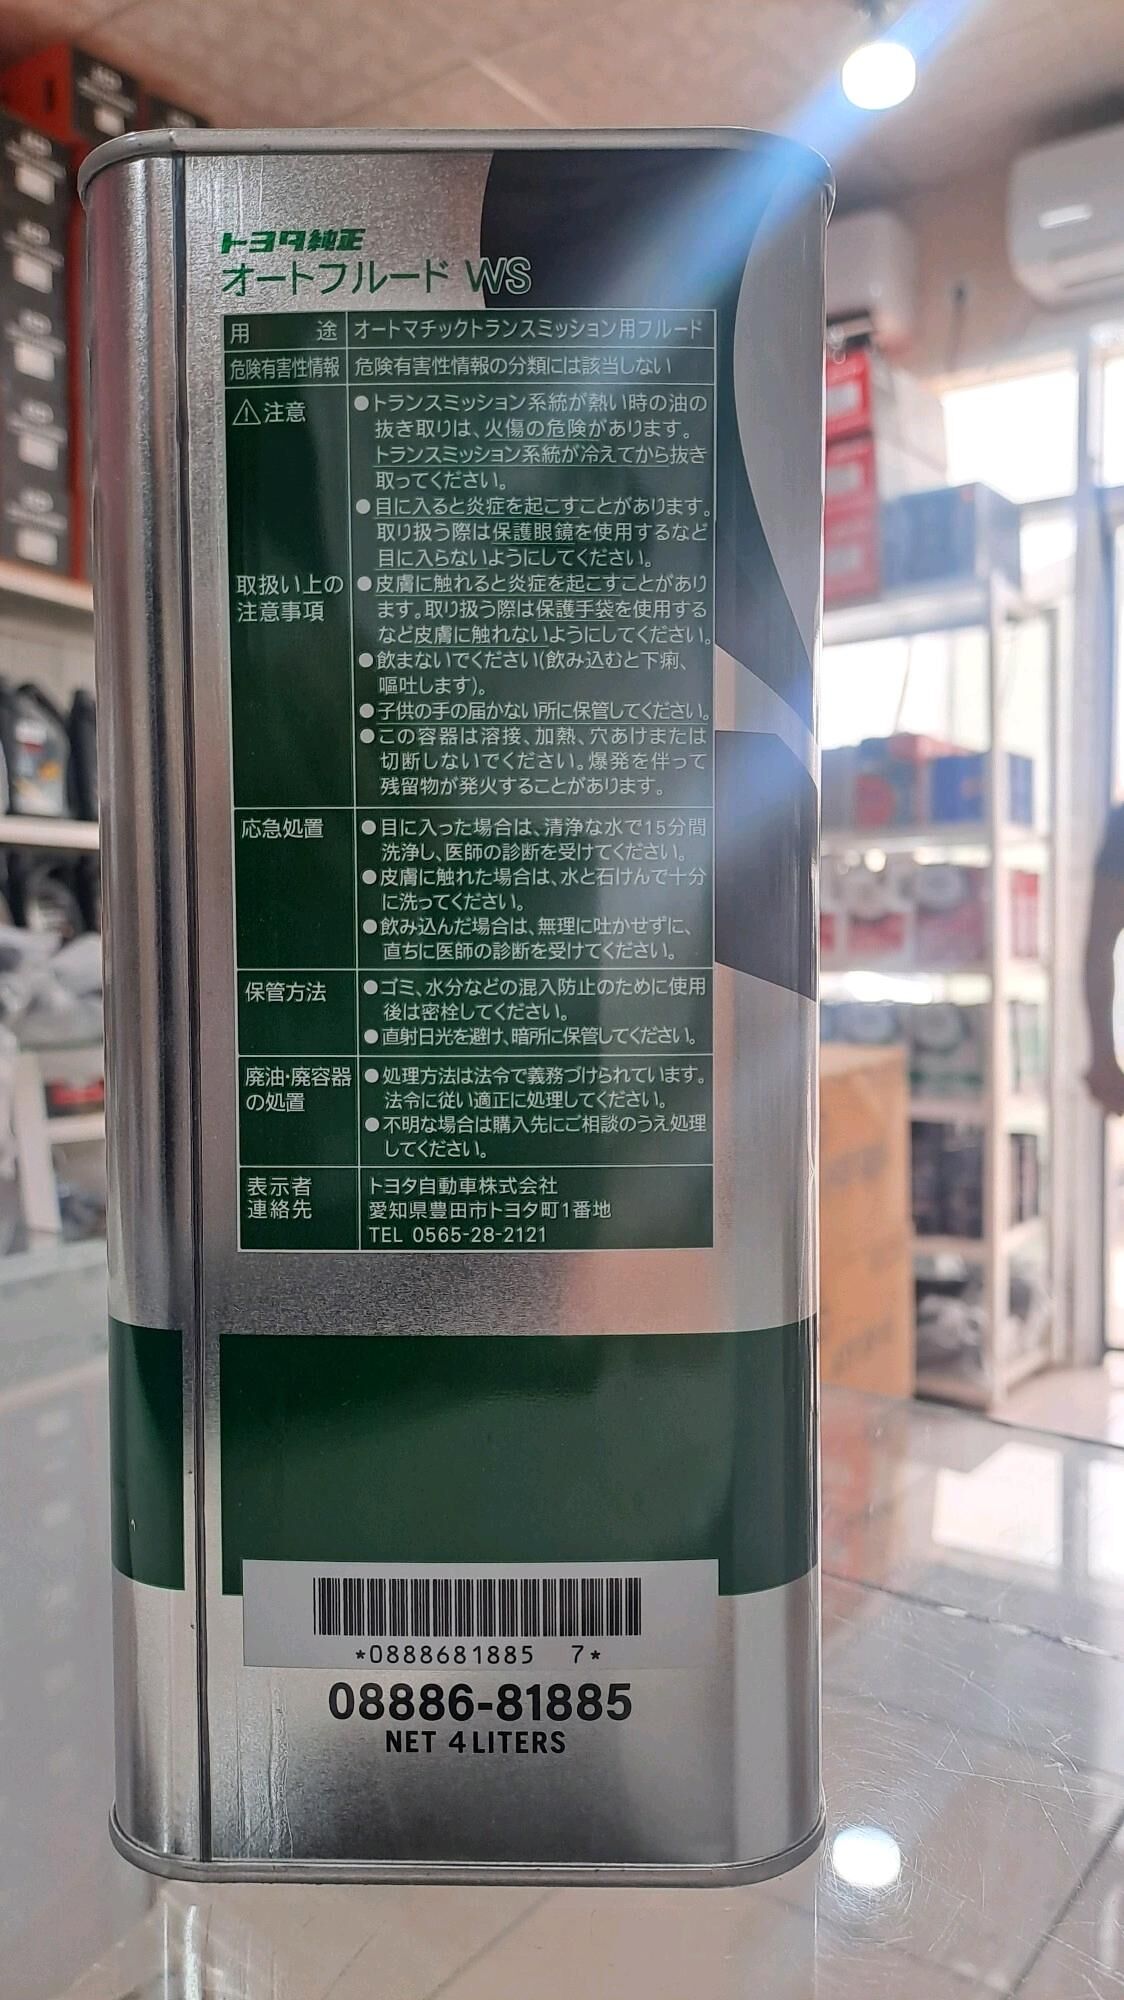 トヨタ純正
オートフルード WS
用 途 オートマチックトランスミッション用フルード
危険有害性情報 危険有害性情報の分類には該当しない
⚠注意
取扱い上の
注意事項
●トランスミッション系統が熱い時の油の
抜き取りは、火傷の危険があります。
トランスミッション系統が冷えてから抜き
取ってください。
●目に入ると炎症を起こすことがあります。
取り扱う際は保護眼鏡を使用するなど
目に入らないようにしてください。
●皮膚に触れると炎症を起こすことがあり
ます。取り扱う際は保護手袋を使用する
など皮膚に触れないようにしてください。
●飲まないでください(飲み込むと下痢、
嘔吐します)。
●子供の手の届かない所に保管してください。
●この容器は溶接、加熱、穴あけまたは
切断しないでください。爆発を伴って
残留物が発火することがあります。
応急処置
●目に入った場合は、清浄な水で15分間
洗浄し、医師の診断を受けてください。
●皮膚に触れた場合は、水と石けんで十分
に洗ってください。
●飲み込んだ場合は、無理に吐かせずに、
直ちに医師の診断を受けてください。
保管方法
●ゴミ、水分などの混入防止のために使用
後は密栓してください。
●直射日光を避け、暗所に保管してください。
廃油・廃容器
の処置
●処理方法は法令で義務づけられています。
法令に従い適正に処理してください。
●不明な場合は購入先にご相談のうえ処理
してください。
表示者
連絡先
トヨタ自動車株式会社
愛知県豊田市トヨタ町1番地
TEL 0565-28-2121
*0888681885 7*
08886-81885
NET 4 LITERS